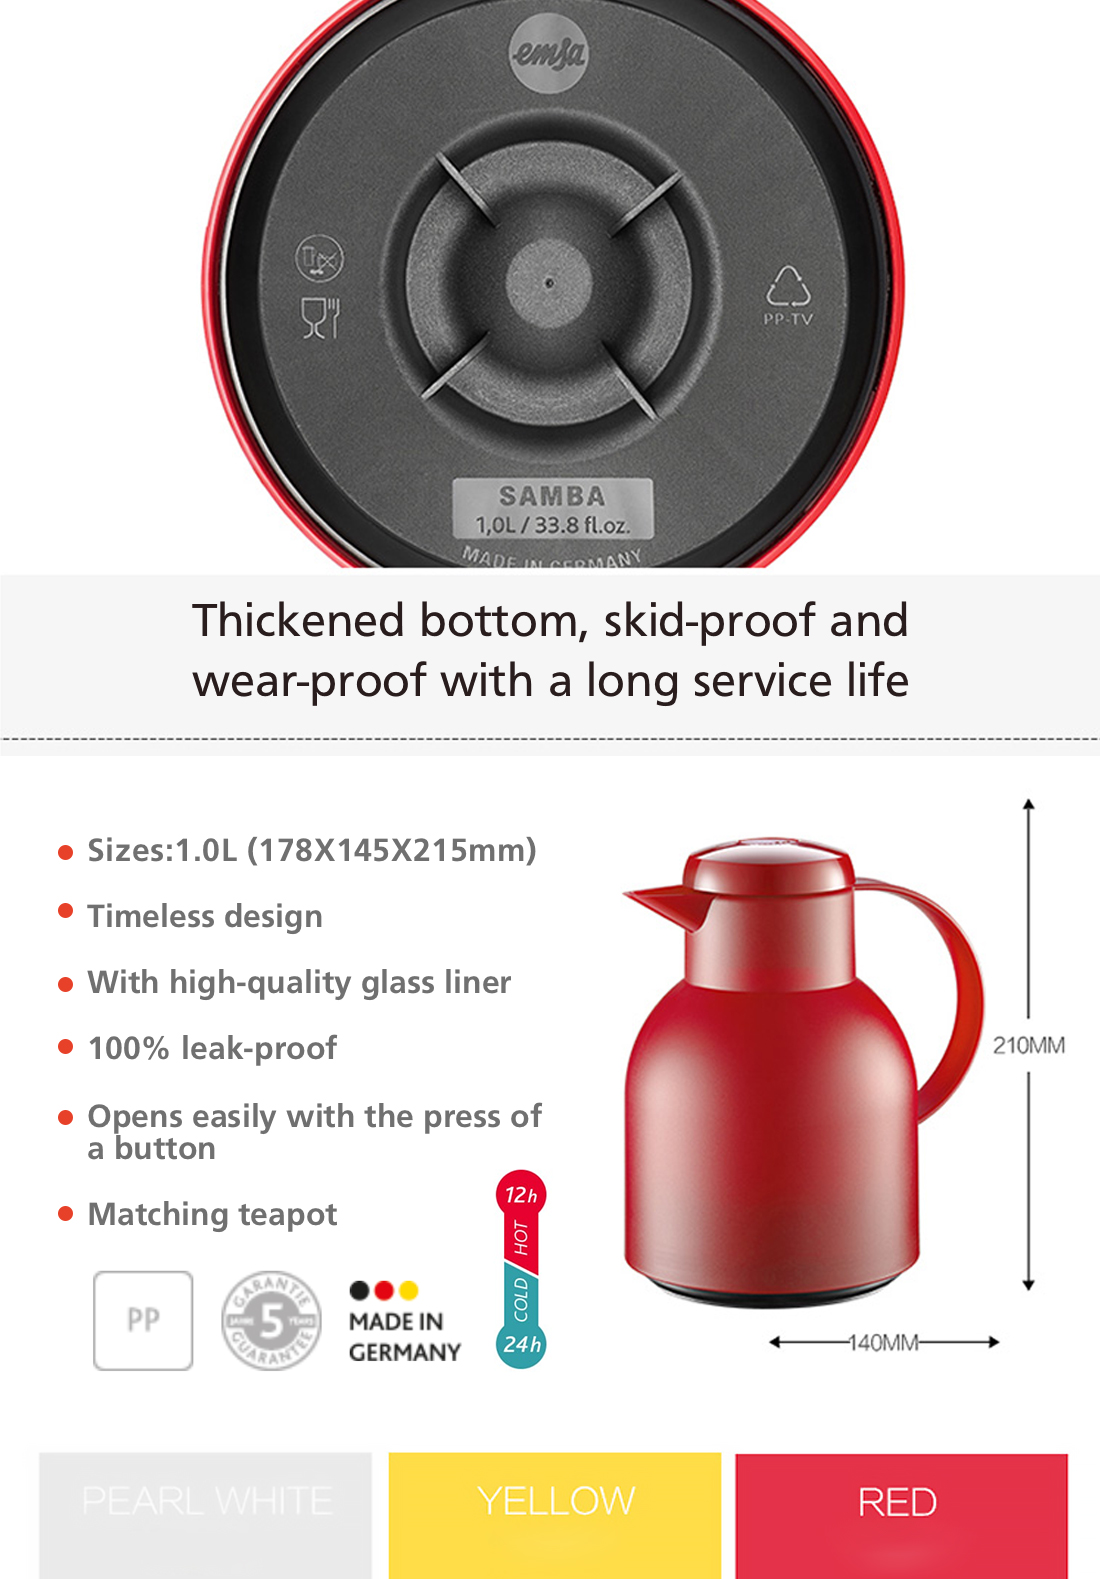 emsa
PP-TV
SAMBA
1,0L / 33.8 fl.oz.
MADE IN GERMANY
Thickened bottom, skid-proof and
wear-proof with a long service life
Sizes:1.0L (178X145X215mm)
Timeless design
With high-quality glass liner
100% leak-proof
Opens easily with the press of
a button
Matching teapot
12h
HOT
COLD
24h
210MM
140MM
PP
GARANTIE
JAHRE 5 YEARS
GUARANTEE
MADE IN
GERMANY
PEARL WHITE
YELLOW
RED